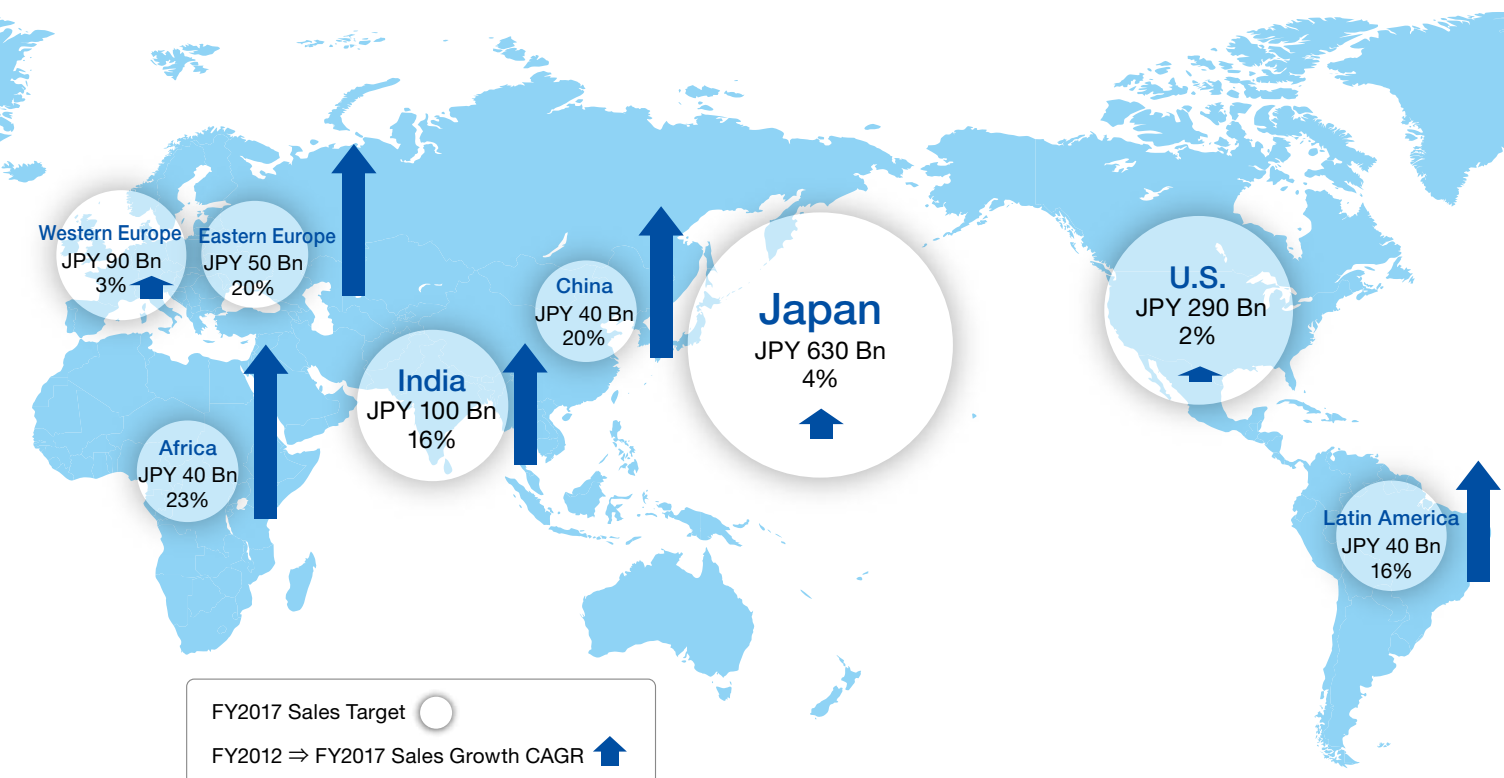 Western Europe
JPY 90 Bn
3%
Eastern Europe
JPY 50 Bn
20%
China
JPY 40 Bn
20%
Japan
JPY 630 Bn
4%
U.S.
JPY 290 Bn
2%
India
JPY 100 Bn
16%
Africa
JPY 40 Bn
23%
Latin America
JPY 40 Bn
16%
FY2017 Sales Target
FY2012 ⇒ FY2017 Sales Growth CAGR